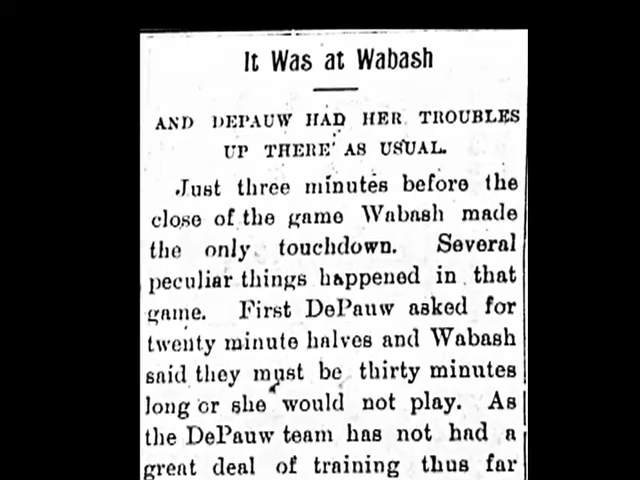 It Was at Wabash
AND DEPAUW HAD HER TROUBLES
UP THERE AS USUAL.
Just three minutes before the
close of the game Wabash made
the only touchdown. Several
peculiar things happened in that
game. First DePauw asked for
twenty minute halves and Wabash
said they must be thirty minutes
long or she would not play. As
the DePauw team has not had a
great deal of training thus far